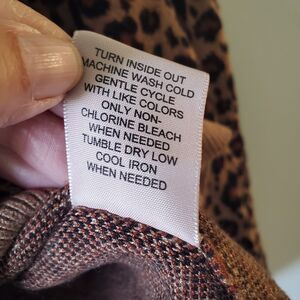 TURN INSIDE OUT
MACHINE WASH COLD
GENTLE CYCLE
WITH LIKE COLORS
ONLY NON-
CHLORINE BLEACH
WHEN NEEDED
TUMBLE DRY LOW
COOL IRON
WHEN NEEDED